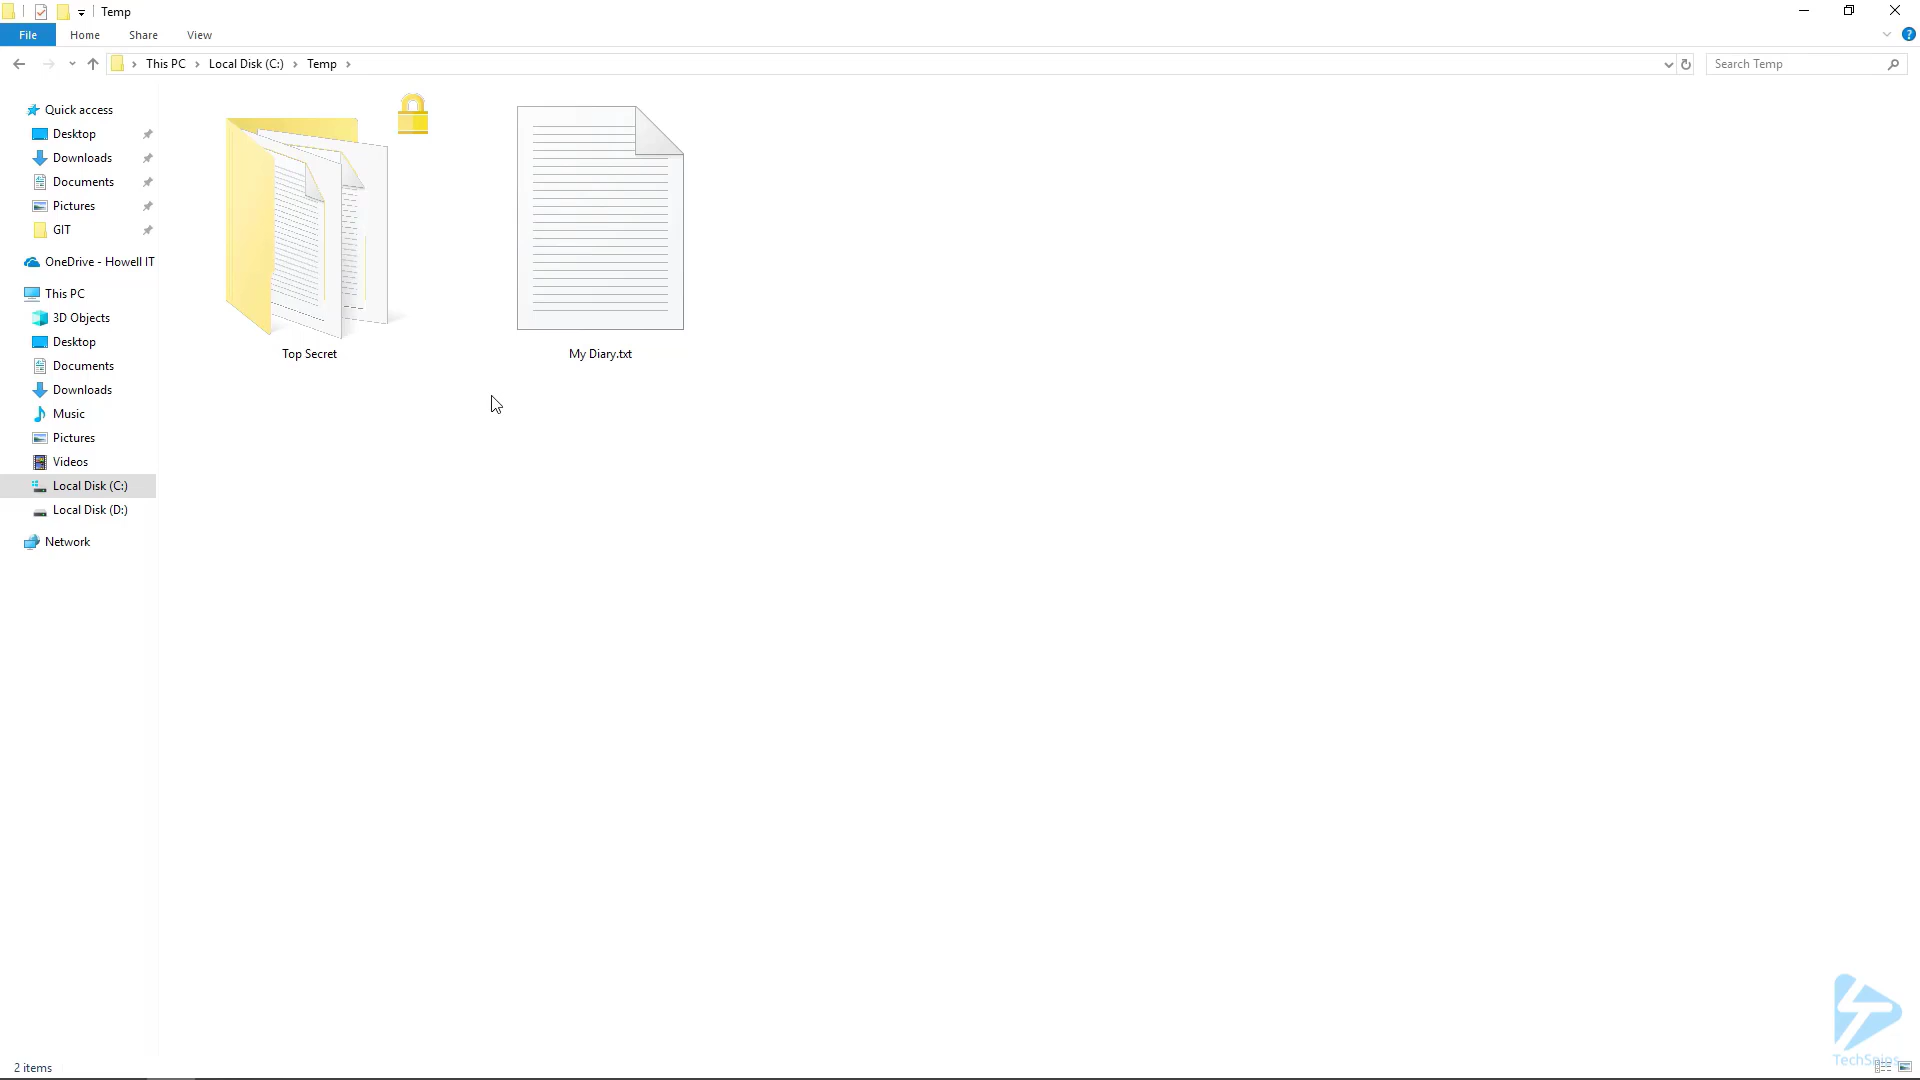 Temp
File Home Share View
This PC Local Disk (C:) Temp
Search Temp
Quick access
Desktop
Downloads
Documents
Pictures
GIT
OneDrive - Howell IT
This PC
3D Objects
Desktop
Documents
Downloads
Music
Pictures
Videos
Local Disk (C:)
Local Disk (D:)
Network
Top Secret My Diary.txt
2 items